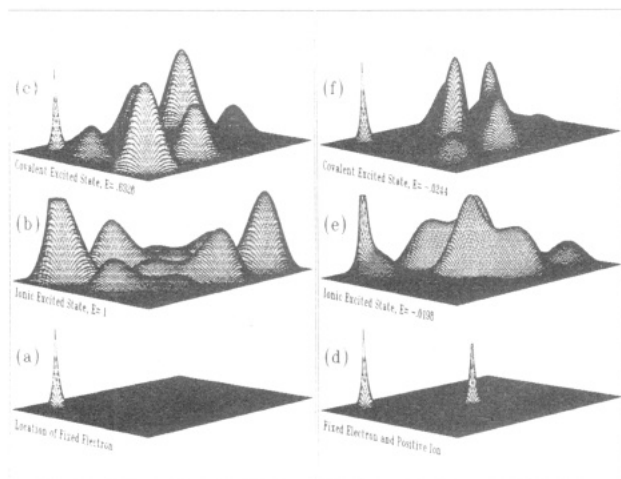 (c)
Covalent Excited State, E= .0326
(f)
Covalent Excited State, E= -.0244
(b)
Ionic Excited State, E= 1
(e)
Ionic Excited State, E= -.0198
(a)
Location of Fixed Electron
(d)
Fixed Electron and Positive Ion